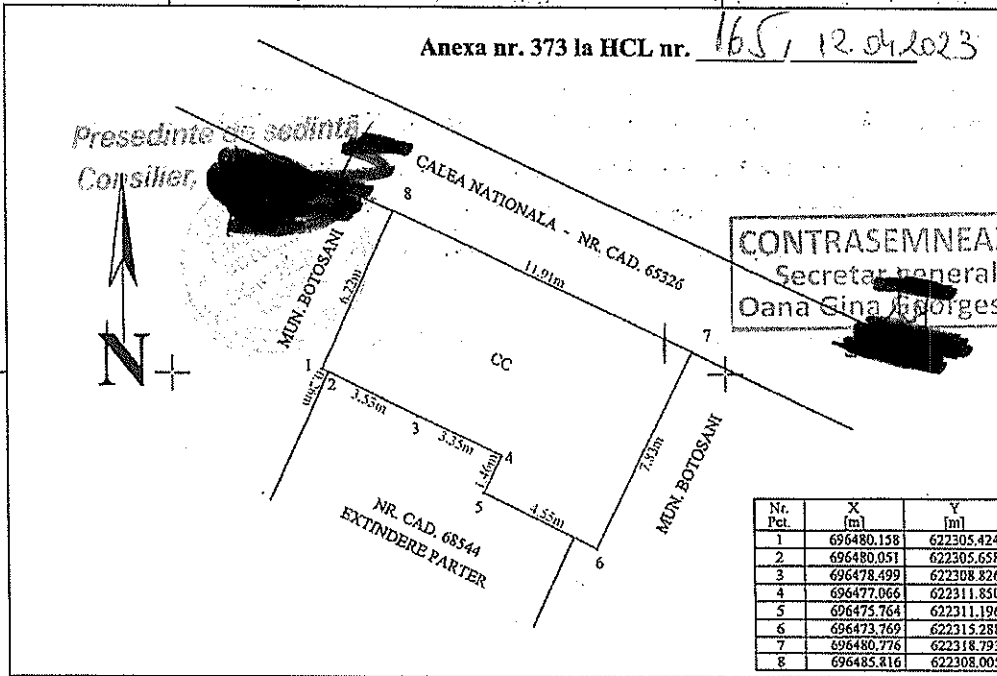 Anexa nr. 373 la HCL nr. 165, 12.04.2023
Presedinte de sedintă
Consilier,
CALEA NATIONALA - NR. CAD. 65326
CONTRASEMNEAZ
Secretar general
Oana Gina Georges
N
MUN. BOTOSANI
MUN. BOTOSANI
NR. CAD. 68544
EXTINDERE PARTER
CC
1
2
3
4
5
6
7
8
6.22m
11.91m
3.53m
3.35m
1.46m
4.55m
7.83m
Nr. Pct. X [m] Y [m]
1 696480.158 622305.424
2 696480.051 622305.658
3 696478.499 622308.826
4 696477.066 622311.850
5 696475.764 622311.196
6 696473.769 622315.288
7 696480.776 622318.793
8 696485.816 622308.005